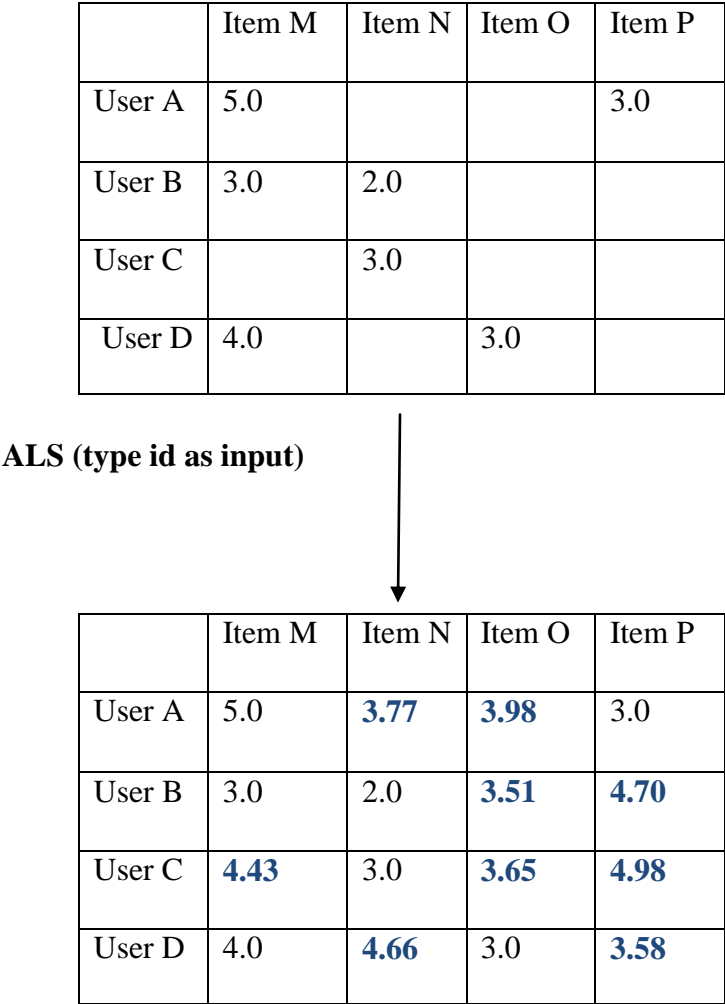 Item M Item N Item O Item P
User A 5.0 3.0
User B 3.0 2.0
User C 3.0
User D 4.0 3.0
ALS (type id as input)
Item M Item N Item O Item P
User A 5.0 3.77 3.98 3.0
User B 3.0 2.0 3.51 4.70
User C 4.43 3.0 3.65 4.98
User D 4.0 4.66 3.0 3.58